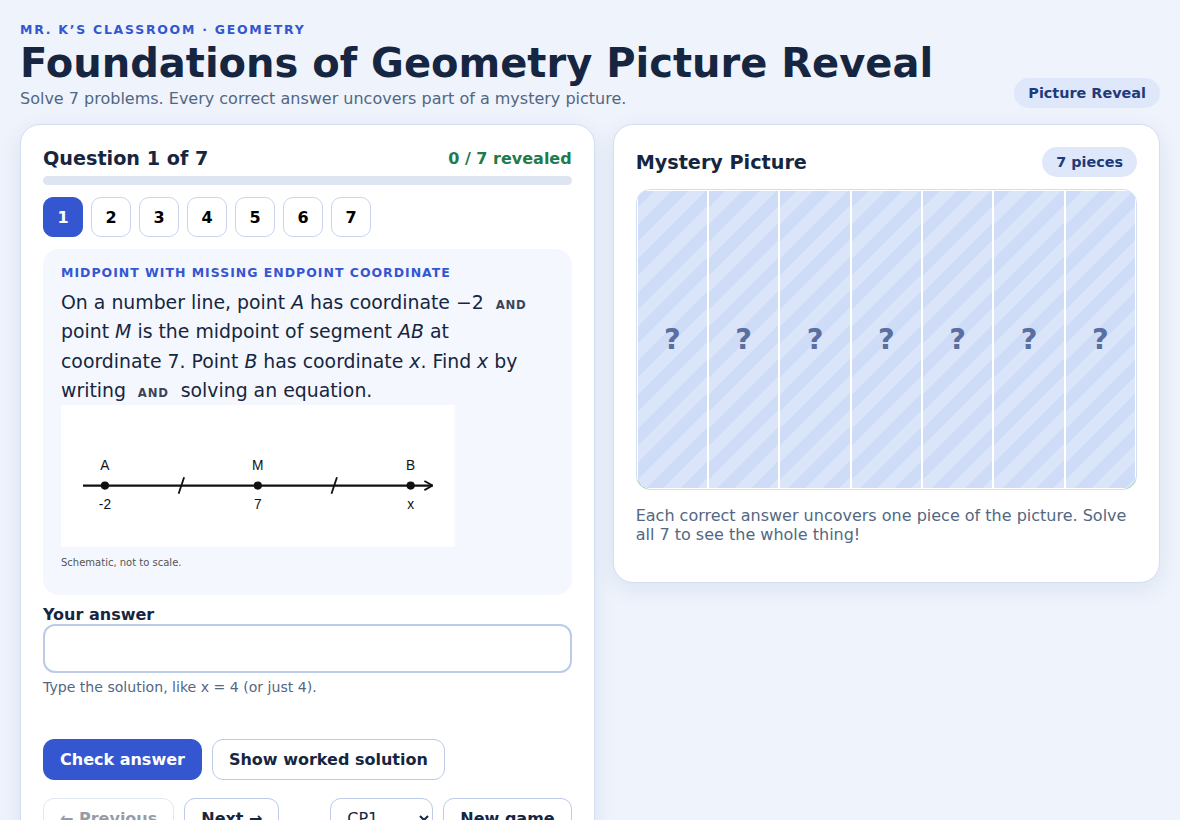 MR. K’S CLASSROOM · GEOMETRY
Foundations of Geometry Picture Reveal
Solve 7 problems. Every correct answer uncovers part of a mystery picture.
Picture Reveal
Question 1 of 7
0 / 7 revealed
1 2 3 4 5 6 7
MIDPOINT WITH MISSING ENDPOINT COORDINATE
On a number line, point A has coordinate −2 AND
point M is the midpoint of segment AB at
coordinate 7. Point B has coordinate x. Find x by
writing AND solving an equation.
A M B
-2 7 x
Schematic, not to scale.
Your answer
Type the solution, like x = 4 (or just 4).
Check answer
Show worked solution
← Previous
Next →
CP1
New game
Mystery Picture
7 pieces
? ? ? ? ? ? ?
Each correct answer uncovers one piece of the picture. Solve
all 7 to see the whole thing!